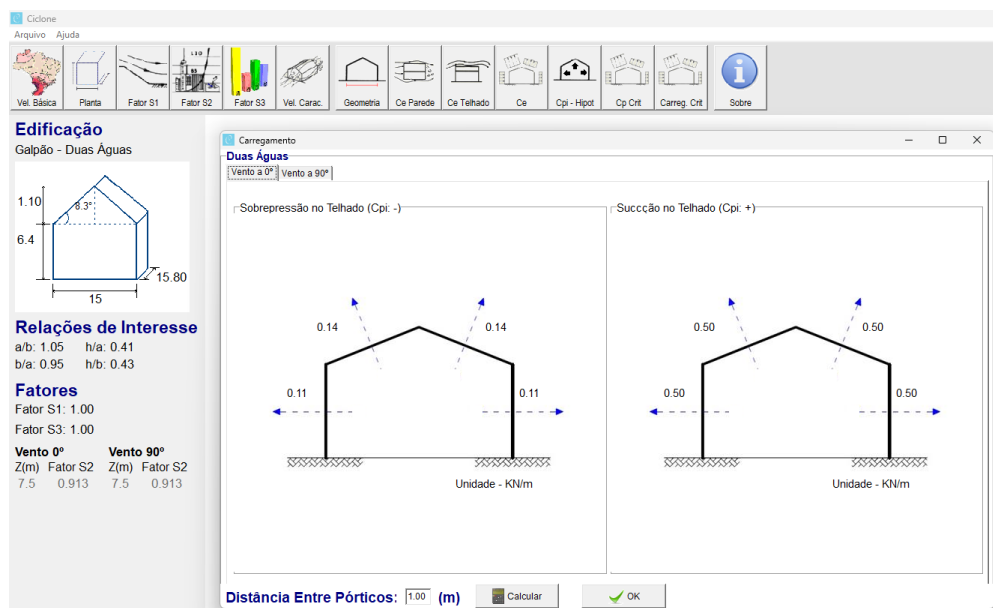 Ciclone
Arquivo Ajuda
Vel. Básica Planta Fator S1 Fator S2 Fator S3 Vel. Carac. Geometria Ce Parede Ce Telhado Ce Cpi - Hipot Cp Crit Carreg. Crit Sobre
Edificação
Galpão - Duas Águas
1.10
8.3°
6.4
15.80
15
Relações de Interesse
a/b: 1.05 h/a: 0.41
b/a: 0.95 h/b: 0.43
Fatores
Fator S1: 1.00
Fator S3: 1.00
Vento 0º Vento 90º
Z(m) Fator S2 Z(m) Fator S2
7.5 0.913 7.5 0.913
Carregamento
Duas Águas
Vento a 0º Vento a 90º
Sobrepressão no Telhado (Cpi: -)
0.14 0.14
0.11 0.11
Unidade - KN/m
Succção no Telhado (Cpi: +)
0.50 0.50
0.50 0.50
Unidade - KN/m
Distância Entre Pórticos: 1.00 (m) Calcular OK